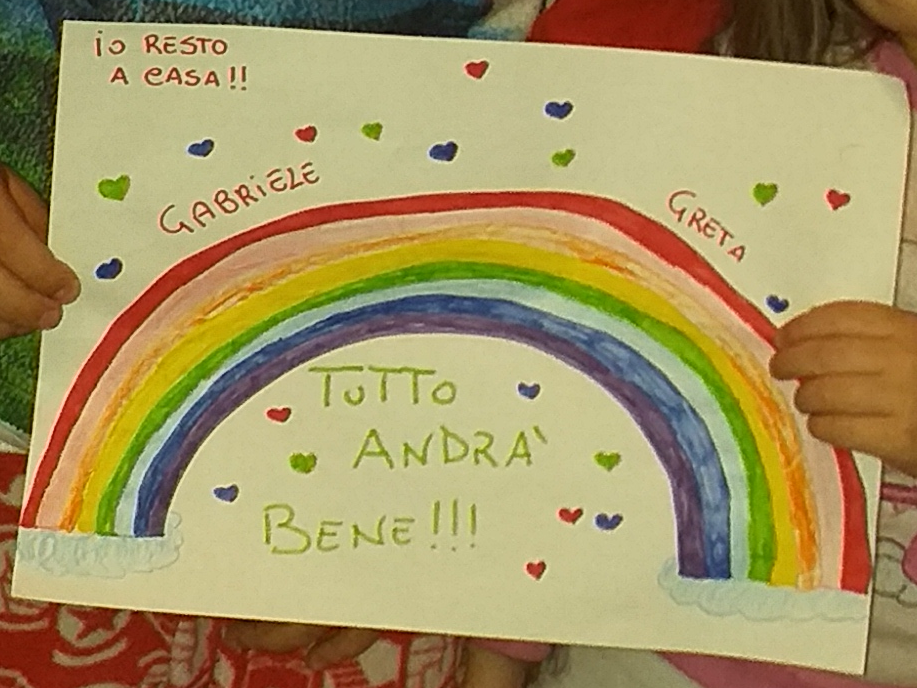 io RESTO
A CASA!!
GABRiELE
GRETA
TUTTO
ANDRA'
BENE!!!